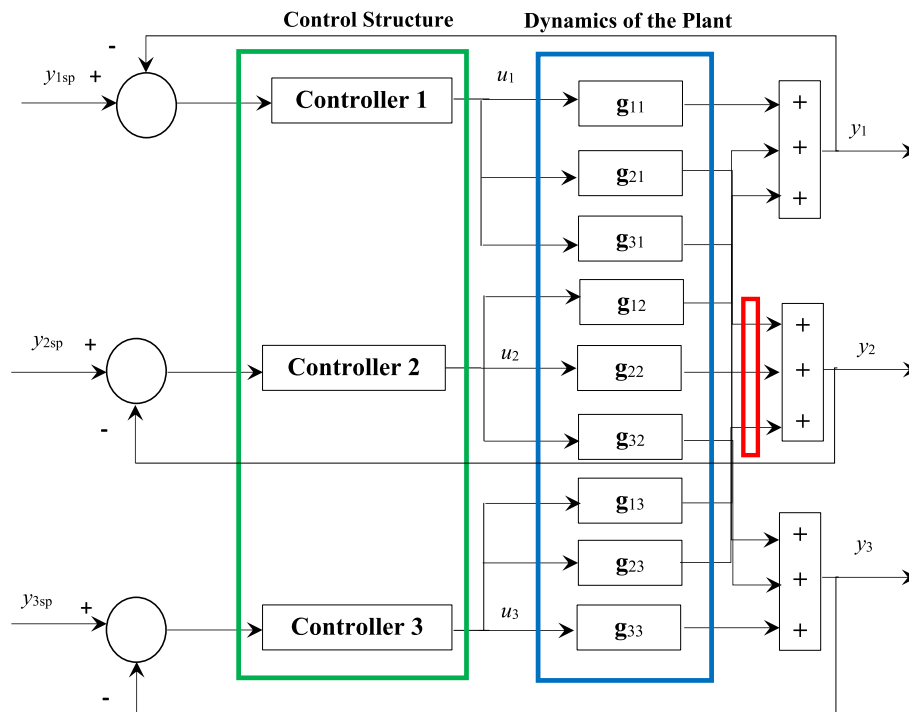 Control Structure
Dynamics of the Plant
-
y1sp
+
Controller 1
u1
g11
+
+
+
y1
g21
g31
g12
y2sp
+
-
Controller 2
u2
g22
+
+
+
y2
g32
g13
y3sp
+
-
Controller 3
u3
g23
g33
+
+
+
y3